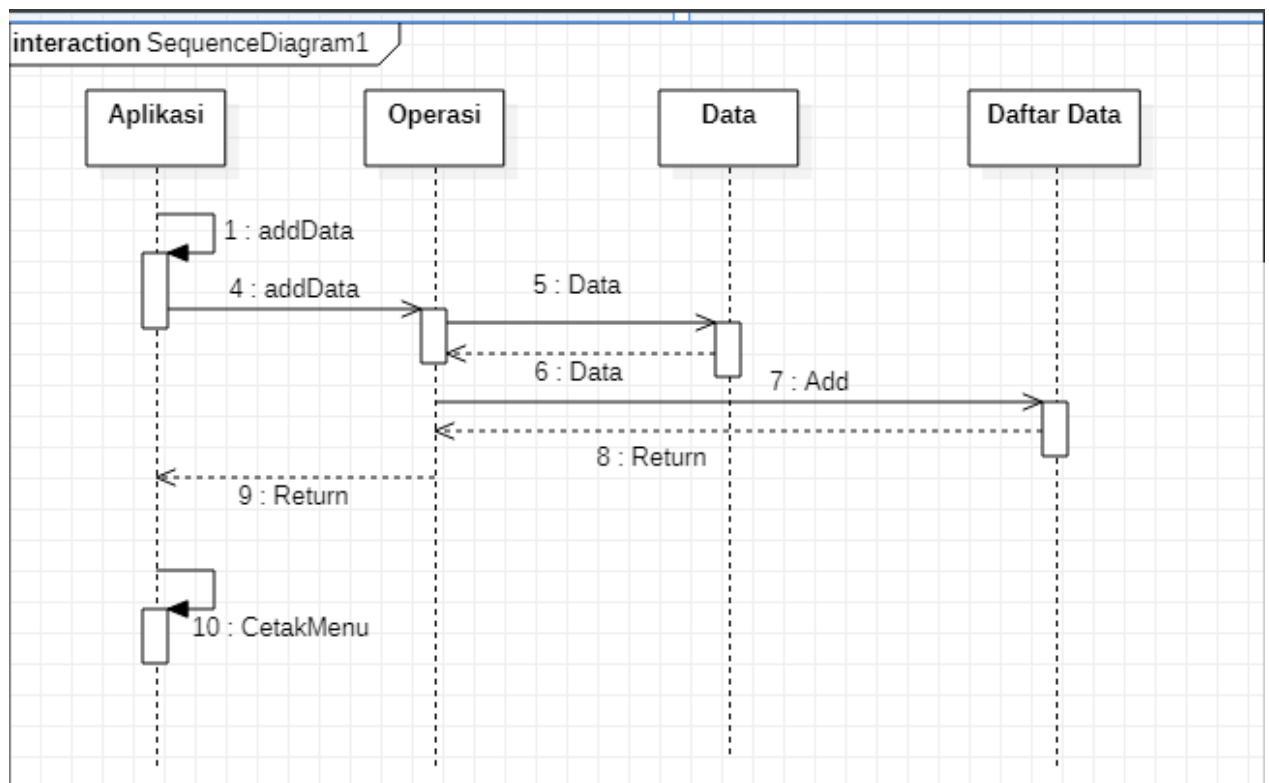 interaction SequenceDiagram1
Aplikasi
Operasi
Data
Daftar Data
1 : addData
4 : addData
5 : Data
6 : Data
7 : Add
8 : Return
9 : Return
10 : CetakMenu